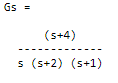 Gs =
(s+4)
-------------
s (s+2) (s+1)